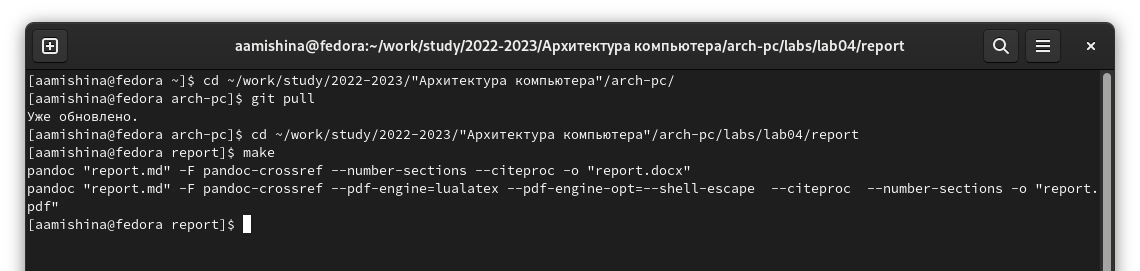 aamishina@fedora:~/work/study/2022-2023/Архитектура компьютера/arch-pc/labs/lab04/report
[aamishina@fedora ~]$ cd ~/work/study/2022-2023/"Архитектура компьютера"/arch-pc/
[aamishina@fedora arch-pc]$ git pull
Уже обновлено.
[aamishina@fedora arch-pc]$ cd ~/work/study/2022-2023/"Архитектура компьютера"/arch-pc/labs/lab04/report
[aamishina@fedora report]$ make
pandoc "report.md" -F pandoc-crossref --number-sections --citeproc -o "report.docx"
pandoc "report.md" -F pandoc-crossref --pdf-engine=lualatex --pdf-engine-opt=--shell-escape  --citeproc  --number-sections -o "report.
pdf"
[aamishina@fedora report]$